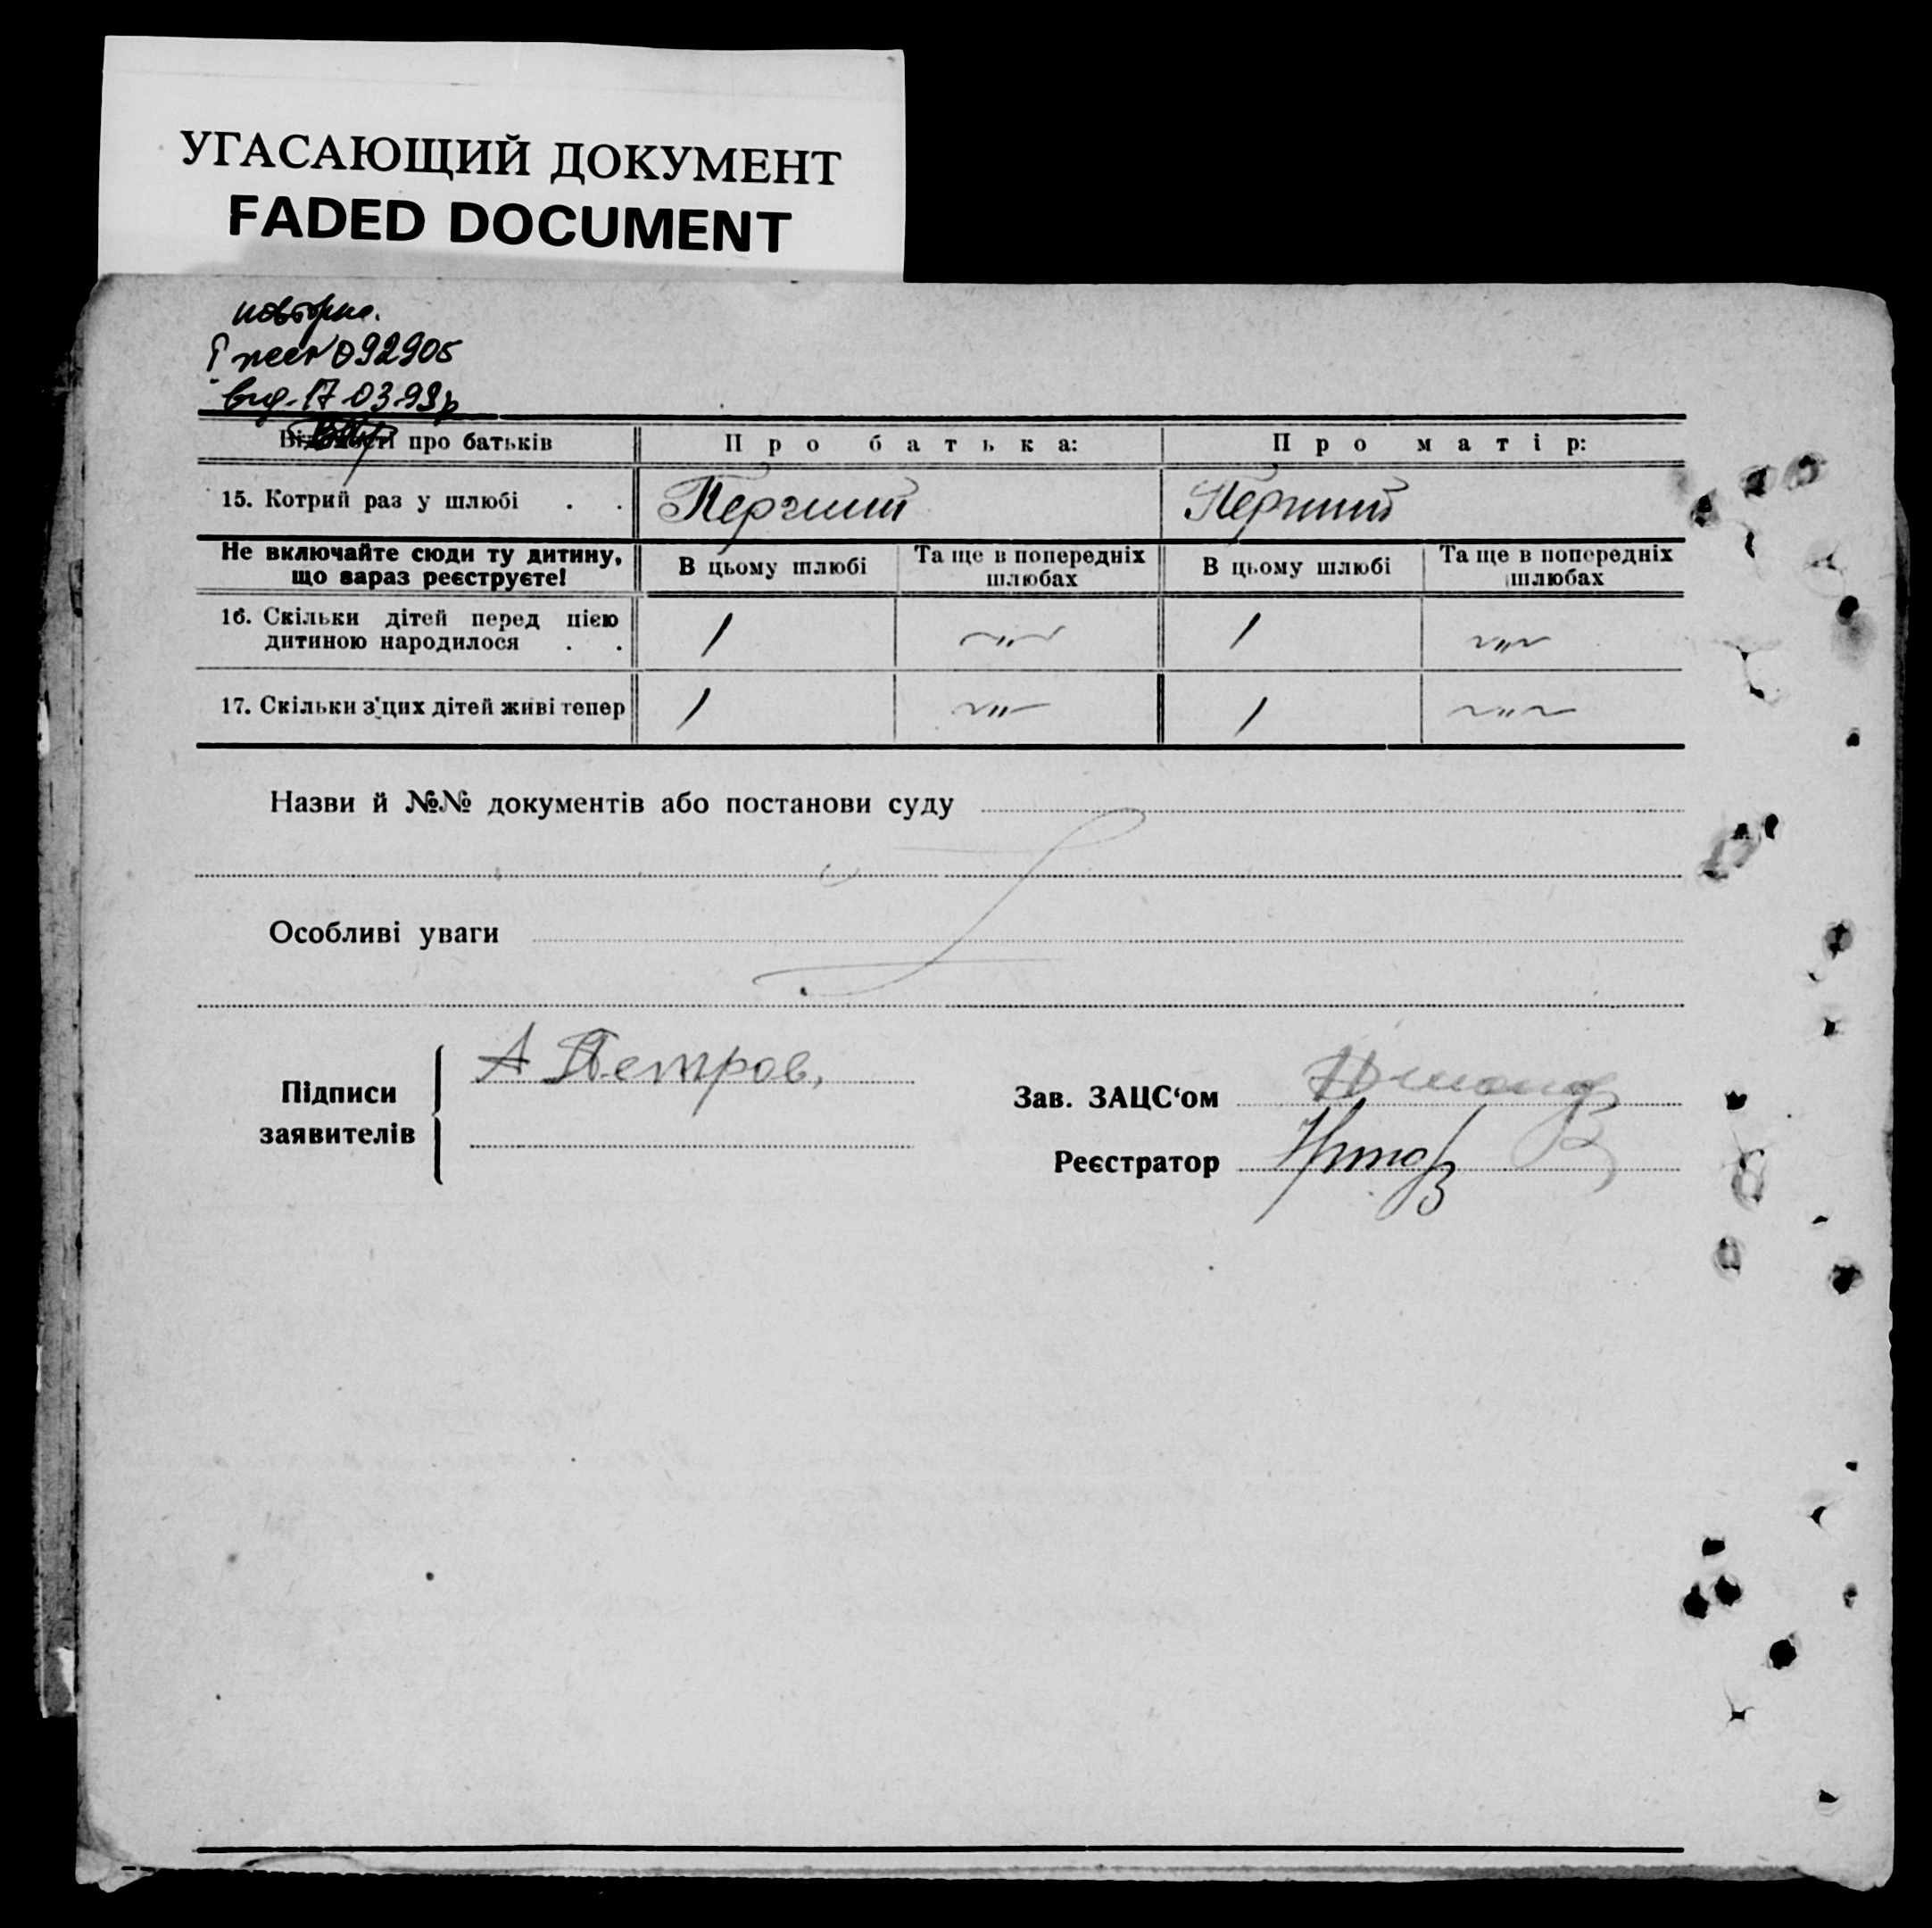 УГАСАЮЩИЙ ДОКУМЕНТ
FADED DOCUMENT
повторно.
092905
вид. 17.03.93р
про батьків
Про батька:
Про матір:
15. Котрий раз у шлюбі . .
Перший
Перший
Не включайте сюди ту дитину, що зараз реєструєте!
В цьому шлюбі
Та ще в попередніх шлюбах
В цьому шлюбі
Та ще в попередніх шлюбах
16. Скільки дітей перед цією
дитиною народилося . .
1
~„~
1
~„~
17. Скільки з'цих дітей живі тепер
1
~„~
1
~„~
Назви й №№ документів або постанови суду
Особливі уваги
Підписи
заявителів
А Петров,
Зав. ЗАЦС‘ом
Реєстратор